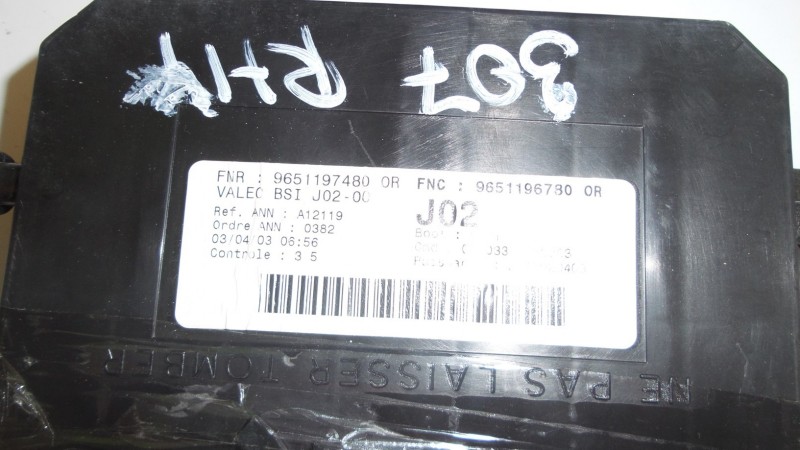 307 RHY
FNR : 9651197480 OR FNC : 9651196780 OR
VALEO BSI J02-00
J02
Ref. ANN : A12119
Ordre ANN : 0382
03/04/03 06:56
Controle : 3 5
NE PAS LAISSER TOMBER